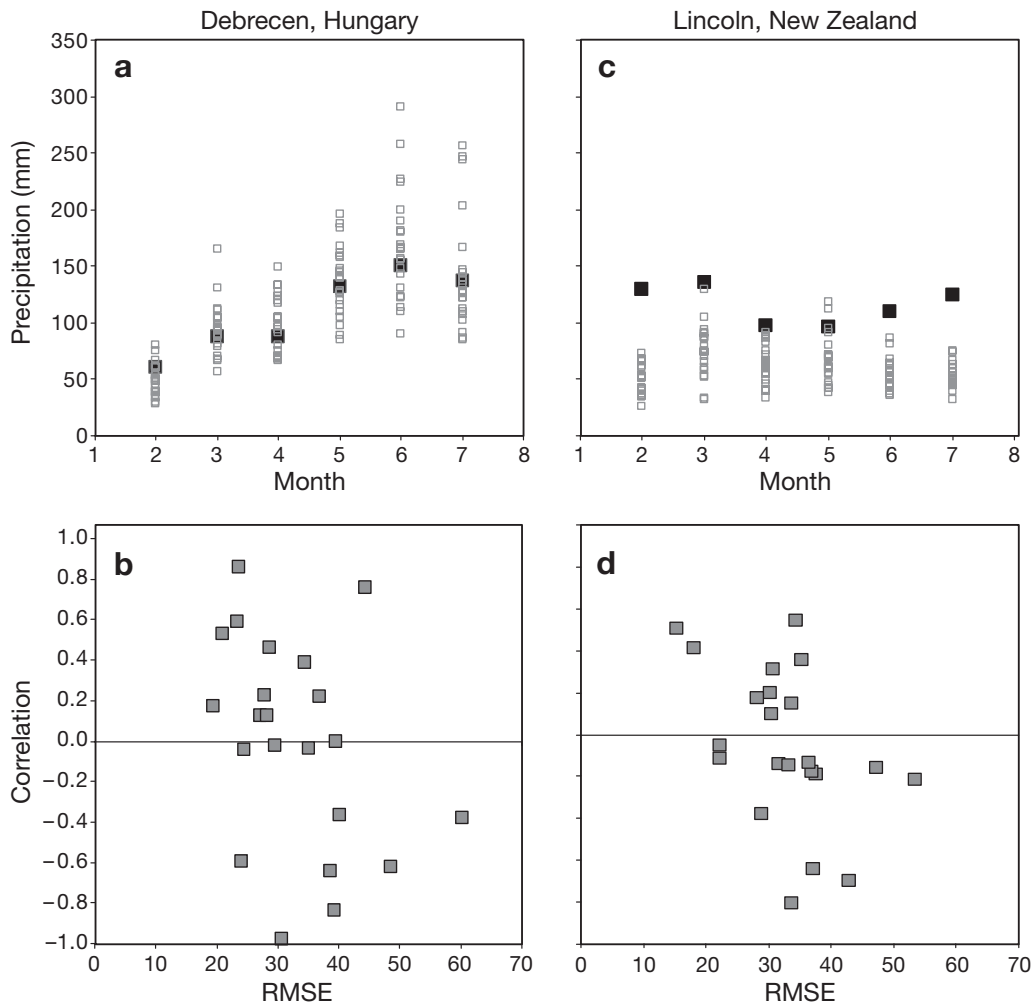 Debrecen, Hungary
Lincoln, New Zealand
350
300
250
200
150
100
50
0
Precipitation (mm)
a
1 2 3 4 5 6 7 8
Month
c
1 2 3 4 5 6 7 8
Month
1.0
0.8
0.6
0.4
0.2
0.0
−0.2
−0.4
−0.6
−0.8
−1.0
Correlation
b
0 10 20 30 40 50 60 70
RMSE
d
0 10 20 30 40 50 60 70
RMSE